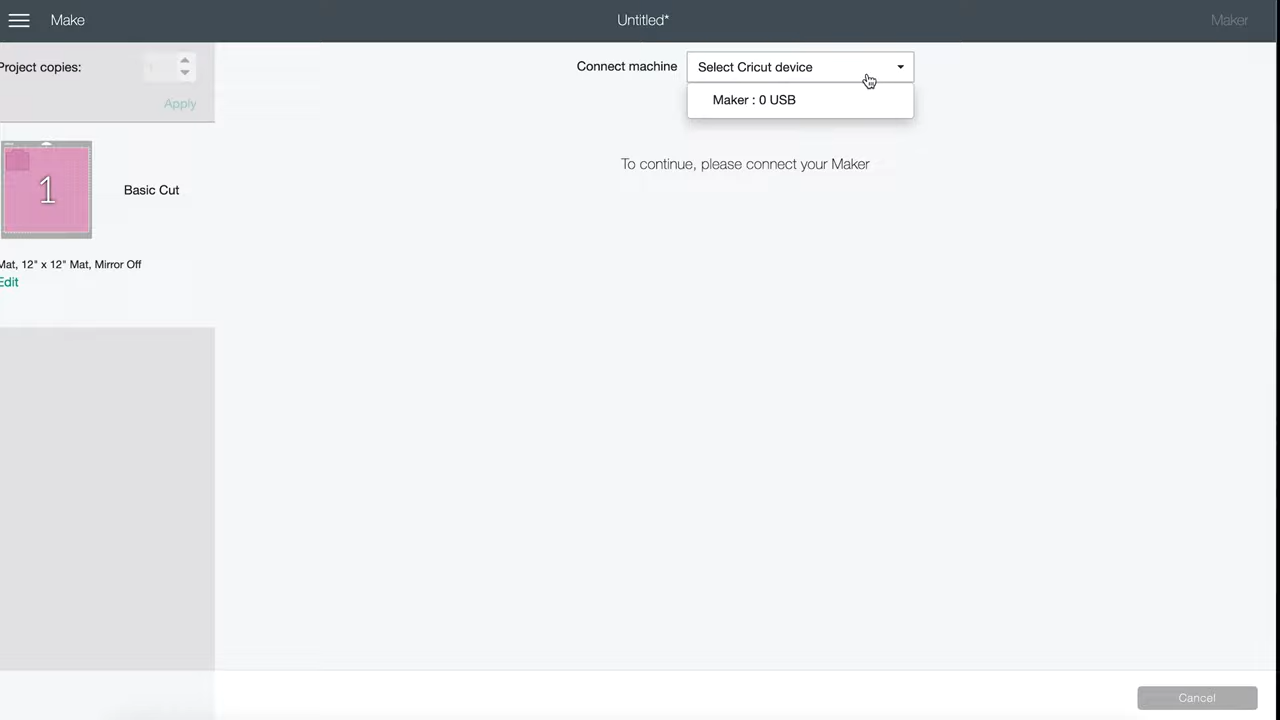 Make
Untitled*
Maker
Project copies:
Apply
Connect machine
Select Cricut device
Maker : 0 USB
To continue, please connect your Maker
1
Basic Cut
Mat, 12" x 12" Mat, Mirror Off
Edit
Cancel